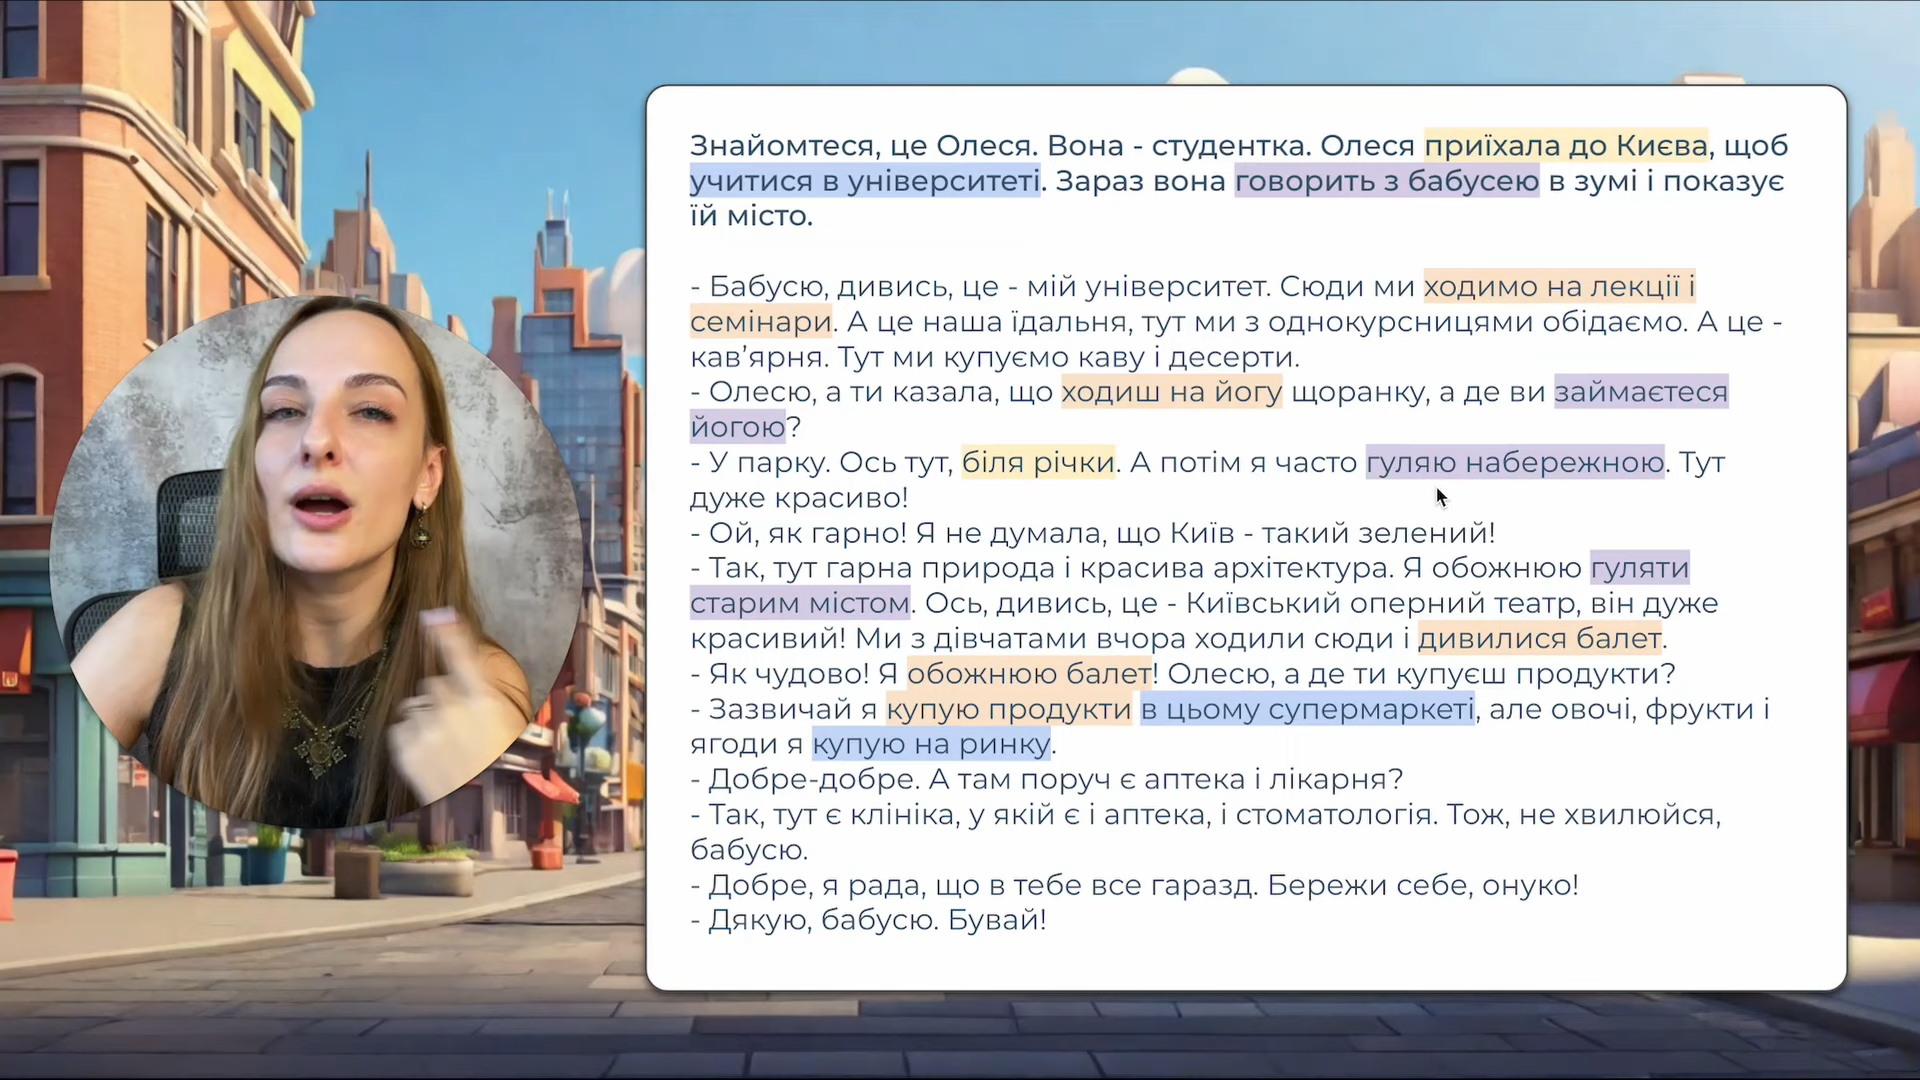 Знайомтеся, це Олеся. Вона - студентка. Олеся приїхала до Києва, щоб
учитися в університеті. Зараз вона говорить з бабусею в зумі і показує
їй місто.
- Бабусю, дивись, це - мій університет. Сюди ми ходимо на лекції і
семінари. А це наша їдальня, тут ми з однокурсницями обідаємо. А це -
кав’ярня. Тут ми купуємо каву і десерти.
- Олесю, а ти казала, що ходиш на йогу щоранку, а де ви займаєтеся
йогою?
- У парку. Ось тут, біля річки. А потім я часто гуляю набережною. Тут
дуже красиво!
- Ой, як гарно! Я не думала, що Київ - такий зелений!
- Так, тут гарна природа і красива архітектура. Я обожнюю гуляти
старим містом. Ось, дивись, це - Київський оперний театр, він дуже
красивий! Ми з дівчатами вчора ходили сюди і дивилися балет.
- Як чудово! Я обожнюю балет! Олесю, а де ти купуєш продукти?
- Зазвичай я купую продукти в цьому супермаркеті, але овочі, фрукти і
ягоди я купую на ринку.
- Добре-добре. А там поруч є аптека і лікарня?
- Так, тут є клініка, у якій є і аптека, і стоматологія. Тож, не хвилюйся,
бабусю.
- Добре, я рада, що в тебе все гаразд. Бережи себе, онуко!
- Дякую, бабусю. Бувай!